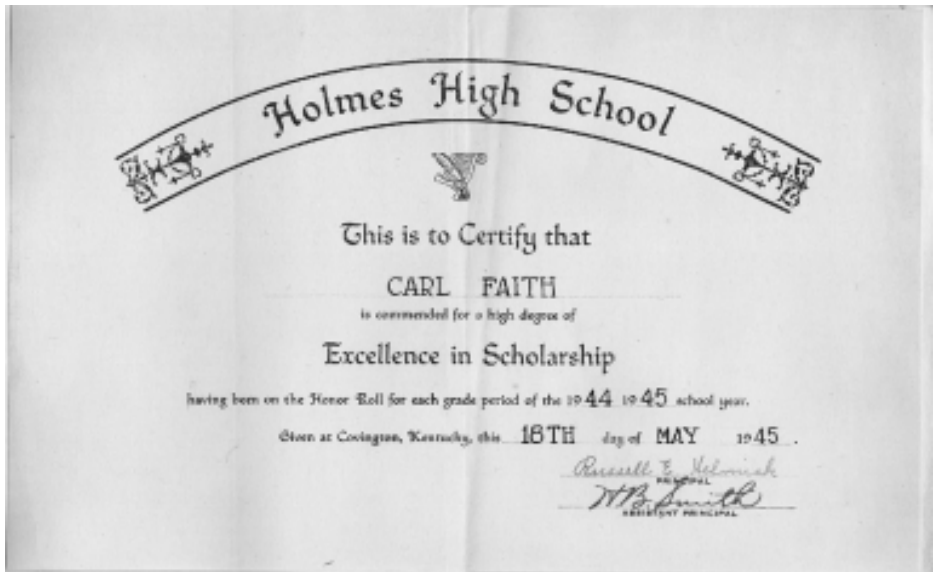 Holmes High School
This is to Certify that
CARL FAITH
is commended for a high degree of
Excellence in Scholarship
having been on the Honor Roll for each grade period of the 1944 1945 school year.
Given at Covington, Kentucky, this 16TH day of MAY 1945.
Russell E.
PRINCIPAL
W.B. Smith
ASSISTANT PRINCIPAL